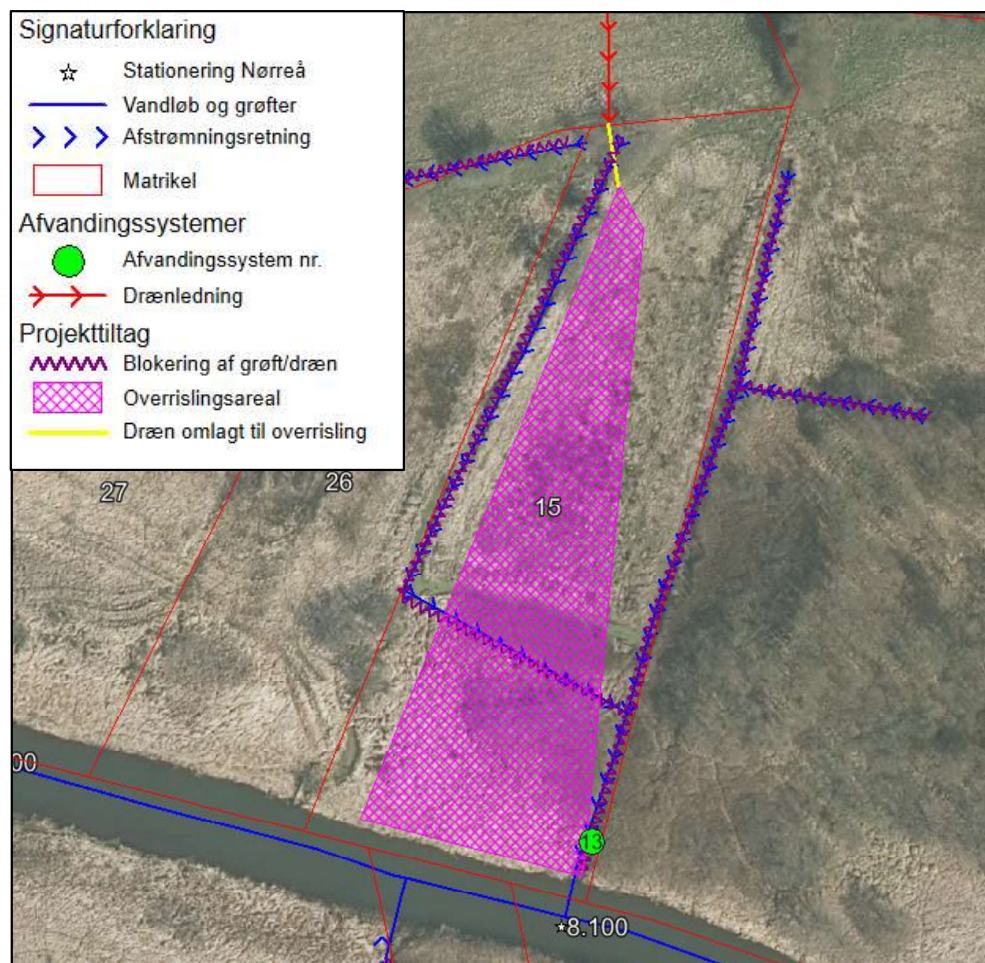 Signaturforklaring
Stationering Nørreå
Vandløb og grøfter
Afstrømningsretning
Matrikel
Afvandingssystemer
Afvandingssystem nr.
Drænledning
Projekttiltag
Blokering af grøft/dræn
Overrislingsareal
Dræn omlagt til overrisling
27
26
15
00
13
8.100